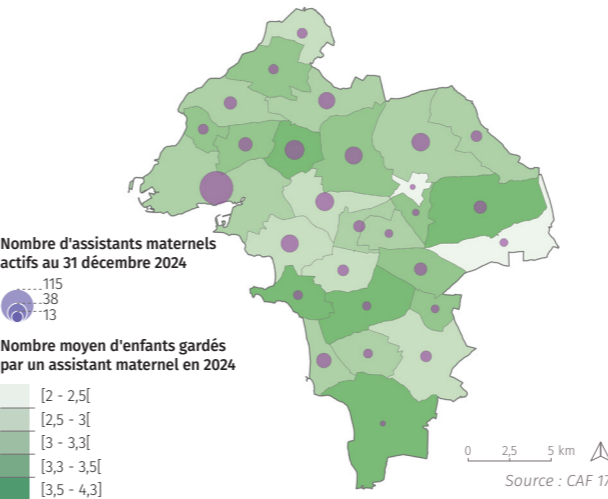 Nombre d'assistants maternels
actifs au 31 décembre 2024
115
38
13
Nombre moyen d'enfants gardés
par un assistant maternel en 2024
[2 - 2,5[
[2,5 - 3[
[3 - 3,3[
[3,3 - 3,5[
[3,5 - 4,3]
0 2,5 5 km
Source : CAF 17